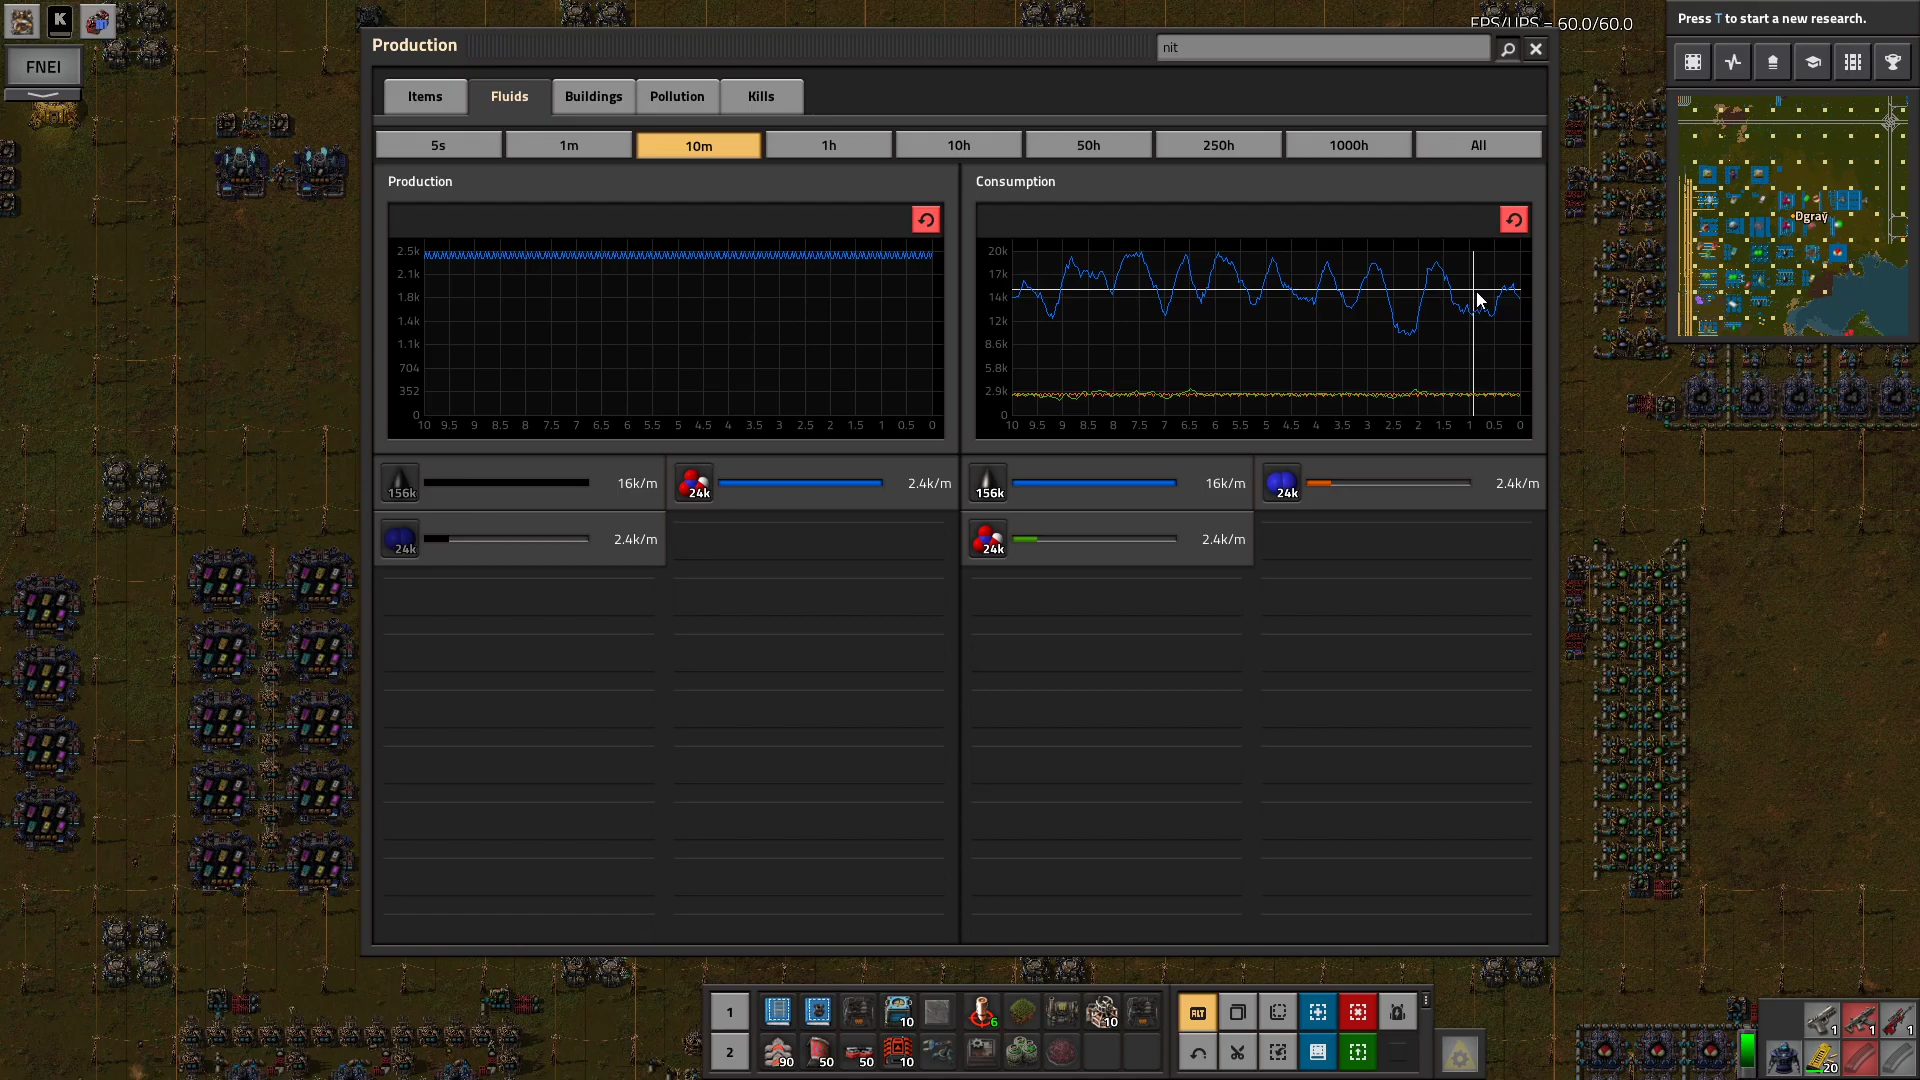 K
FNEI
FPS/UPS = 60.0/60.0
Press T to start a new research.
Production
nit
Items Fluids Buildings Pollution Kills
5s 1m 10m 1h 10h 50h 250h 1000h All
Production
Consumption
2.5k
2.1k
1.8k
1.4k
1.1k
704
352
0
10 9.5 9 8.5 8 7.5 7 6.5 6 5.5 5 4.5 4 3.5 3 2.5 2 1.5 1 0.5 0
20k
17k
14k
12k
8.6k
5.8k
2.9k
0
10 9.5 9 8.5 8 7.5 7 6.5 6 5.5 5 4.5 4 3.5 3 2.5 2 1.5 1 0.5 0
156k 16k/m 24k 2.4k/m 156k 16k/m 24k 2.4k/m
24k 2.4k/m 24k 2.4k/m
Dgray
1 10 6 10 ALT
2 90 50 50 10
1 1 1
20